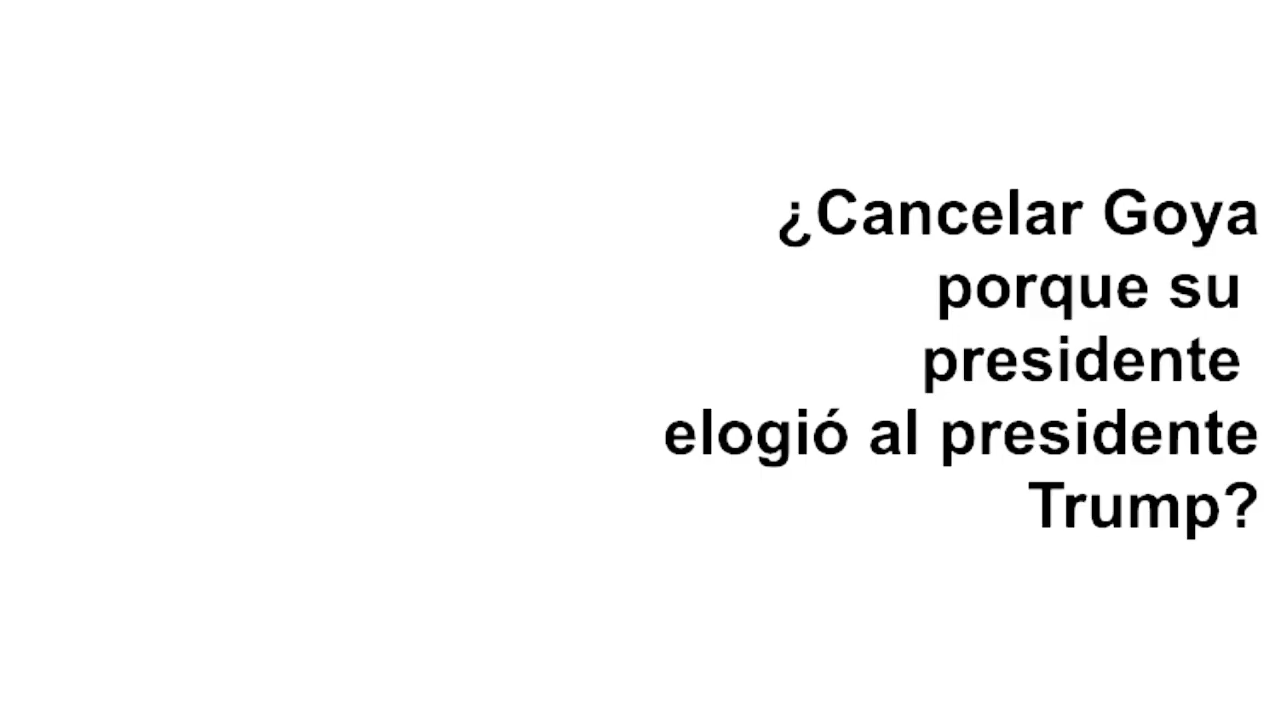 ¿Cancelar Goya
porque su
presidente
elogió al presidente
Trump?